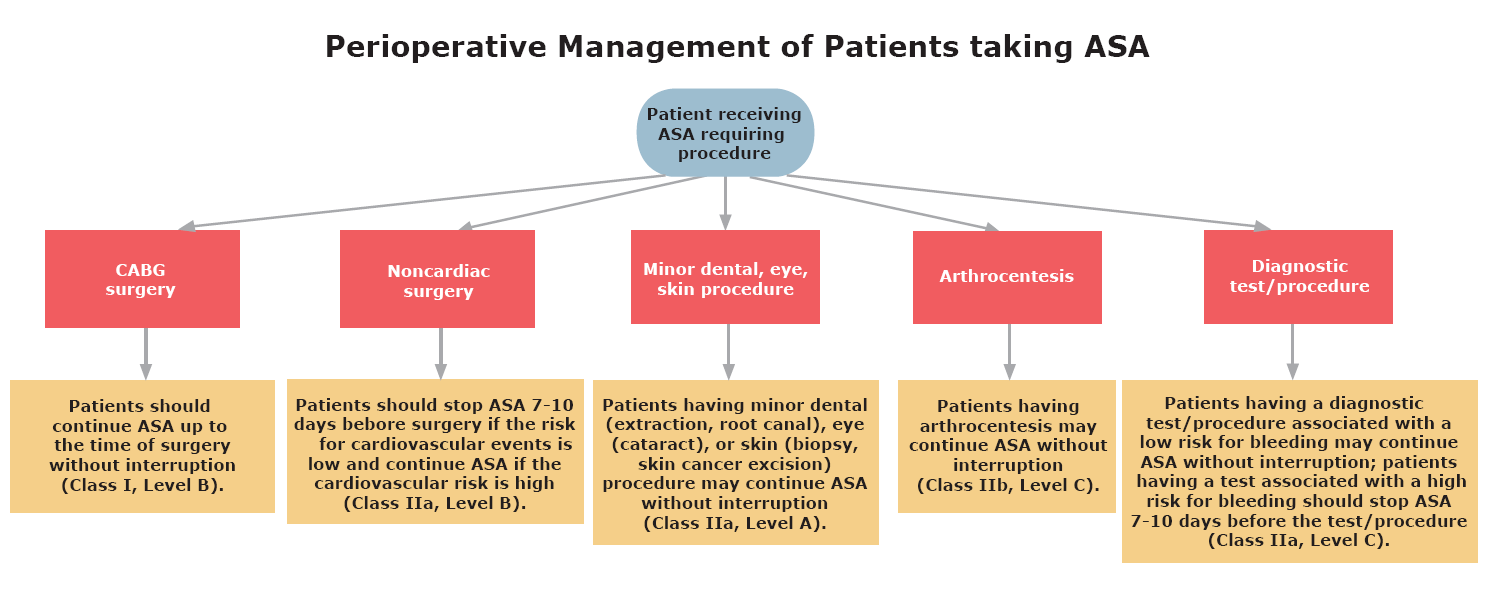 Perioperative Management of Patients taking ASA
Patient receiving
ASA requiring
procedure
CABG
surgery
Noncardiac
surgery
Minor dental, eye,
skin procedure
Arthrocentesis
Diagnostic
test/procedure
Patients should
continue ASA up to
the time of surgery
without interruption
(Class I, Level B).
Patients should stop ASA 7-10
days bebore surgery if the risk
for cardiovascular events is
low and continue ASA if the
cardiovascular risk is high
(Class IIa, Level B).
Patients having minor dental
(extraction, root canal), eye
(cataract), or skin (biopsy,
skin cancer excision)
procedure may continue ASA
without interruption
(Class IIa, Level A).
Patients having
arthrocentesis may
continue ASA without
interruption
(Class IIb, Level C).
Patients having a diagnostic
test/procedure associated with a
low risk for bleeding may continue
ASA without interruption; patients
having a test associated with a high
risk for bleeding should stop ASA
7-10 days before the test/procedure
(Class IIa, Level C).